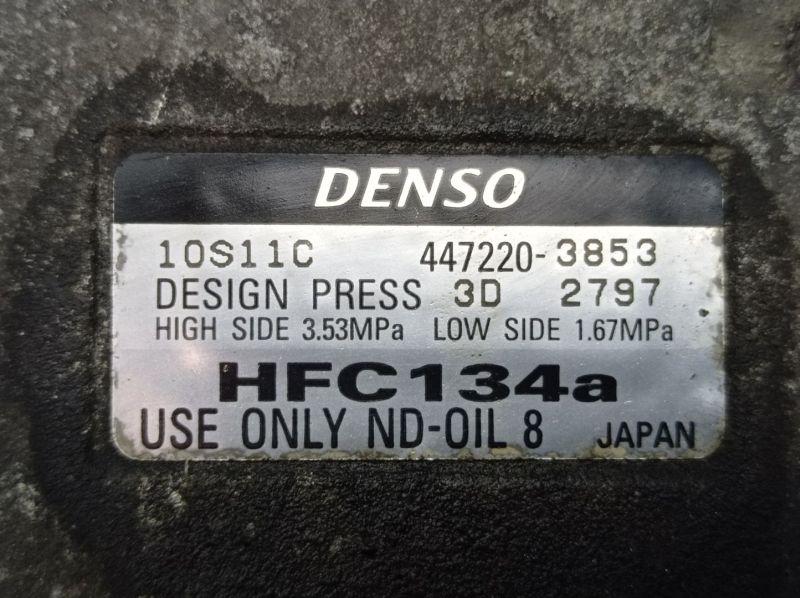 DENSO
10S11C 447220-3853
DESIGN PRESS 3D 2797
HIGH SIDE 3.53MPa LOW SIDE 1.67MPa
HFC134a
USE ONLY ND-OIL 8 JAPAN